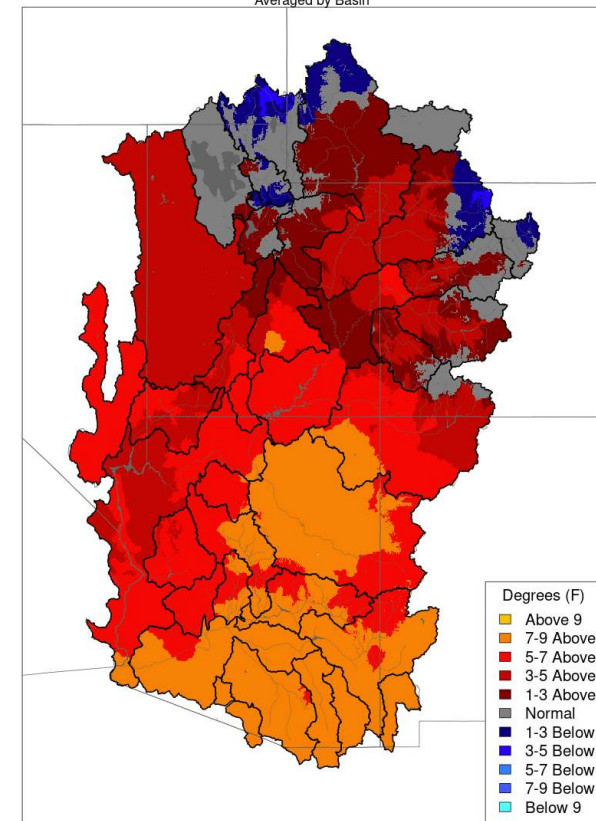 Averaged by Basin
Degrees (F)
Above 9
7-9 Above
5-7 Above
3-5 Above
1-3 Above
Normal
1-3 Below
3-5 Below
5-7 Below
7-9 Below
Below 9